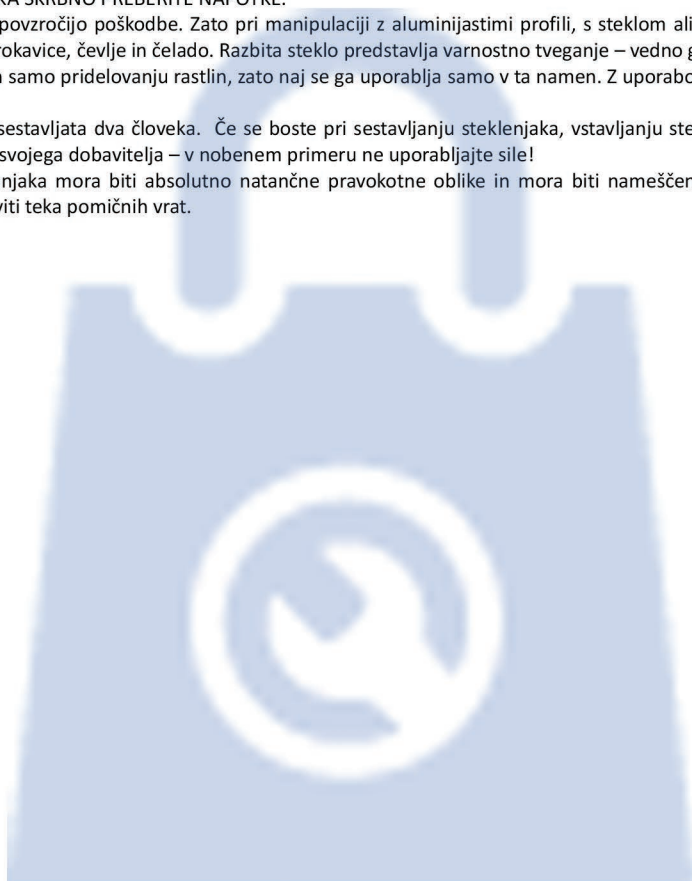 KA SKRBNO PREBERITE NAPOTKE.
povzročijo poškodbe. Zato pri manipulaciji z aluminijastimi profili, s steklom ali
rokavice, čevlje in čelado. Razbita steklo predstavlja varnostno tveganje – vedno
samo pridelovanju rastlin, zato naj se ga uporablja samo v ta namen. Z uporabo
sestavljata dva človeka. Če se boste pri sestavljanju steklenjaka, vstavljanju ste
svojega dobavitelja – v nobenem primeru ne uporabljajte sile!
njaka mora biti absolutno natančne pravokotne oblike in mora biti namešče
viti teka pomičnih vrat.